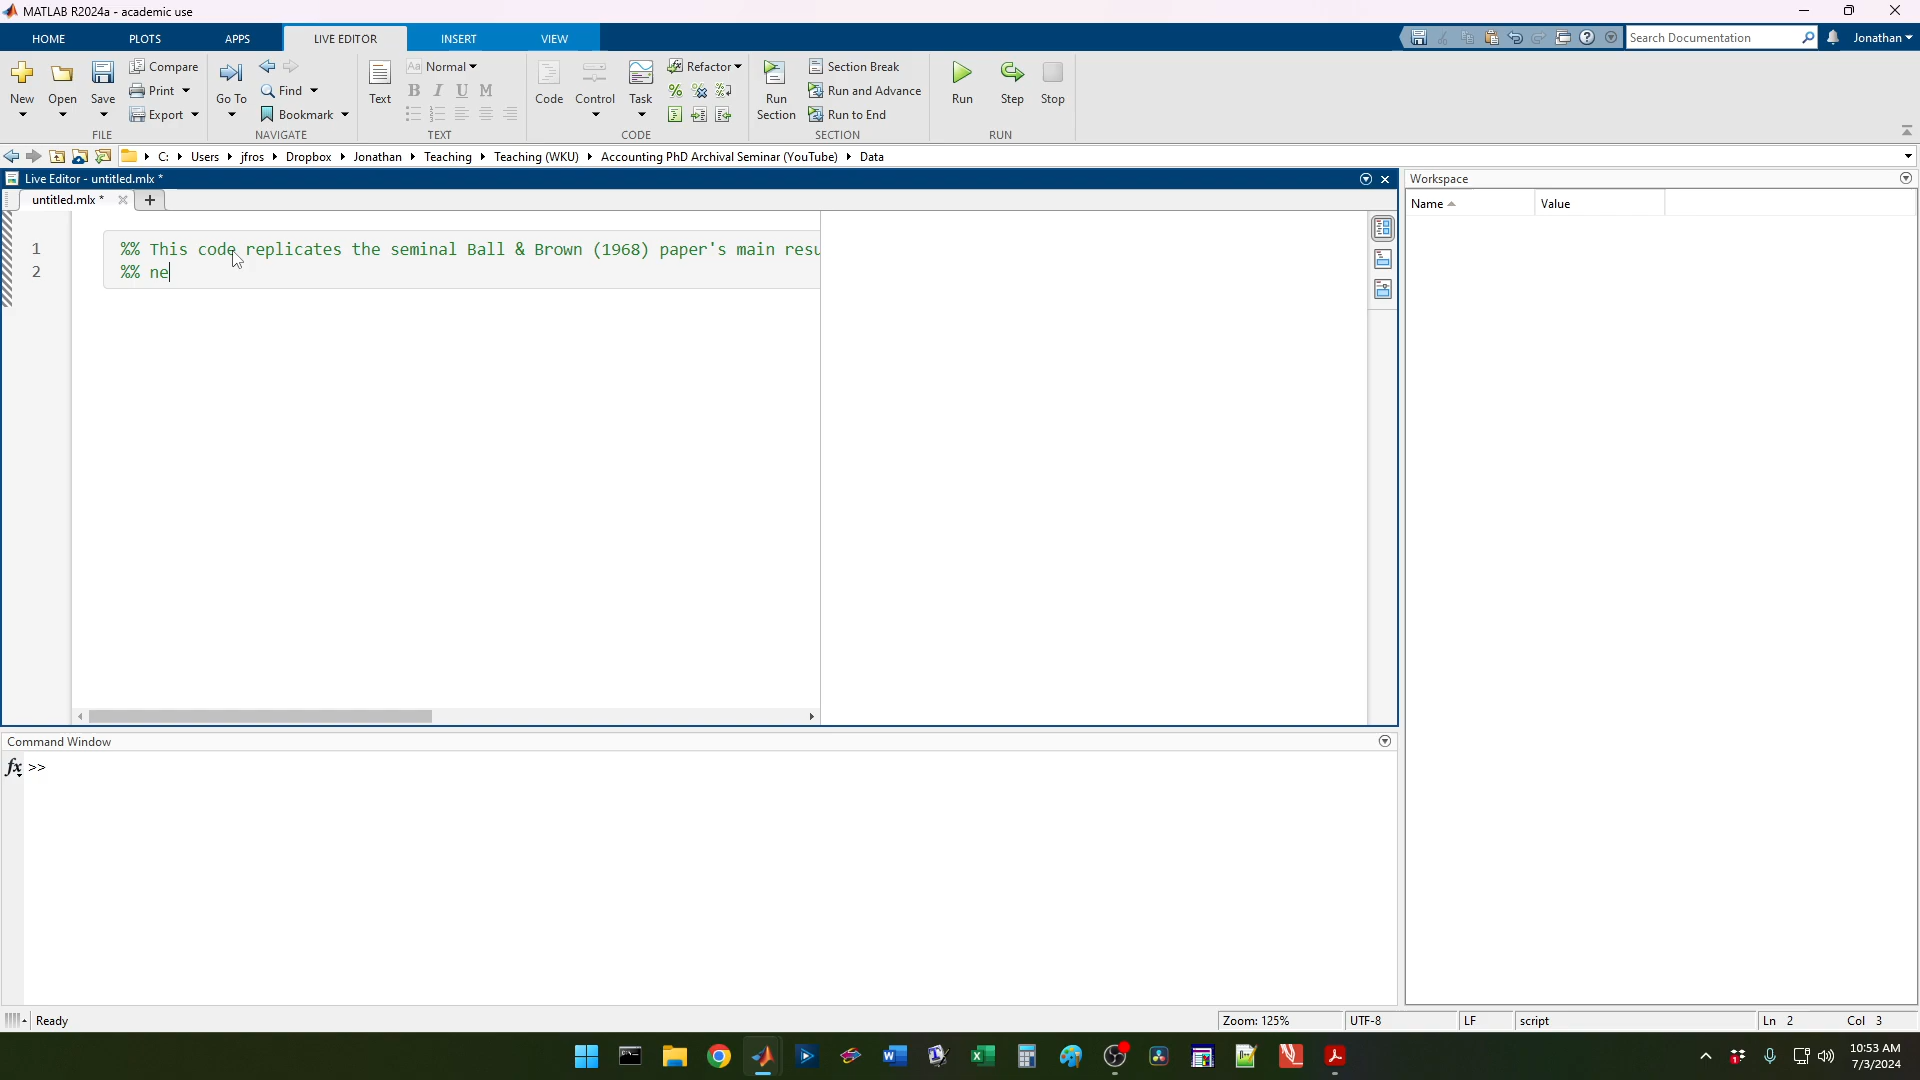 MATLAB R2024a - academic use
HOME PLOTS APPS LIVE EDITOR INSERT VIEW Search Documentation Jonathan
New Open Save Compare Print Export
FILE
Go To Find Bookmark
NAVIGATE
Text Aa Normal B I U M
TEXT
Code Control Task Refactor
CODE
Run Section Section Break Run and Advance Run to End
SECTION
Run Step Stop
RUN
C: Users jfros Dropbox Jonathan Teaching Teaching (WKU) Accounting PhD Archival Seminar (YouTube) Data
Live Editor - untitled.mlx *
untitled.mlx *
1 %% This code replicates the seminal Ball & Brown (1968) paper's main resu
2 %% ne
Workspace
Name Value
Command Window
fx >>
Ready Zoom: 125% UTF-8 LF script Ln 2 Col 3
10:53 AM
7/3/2024